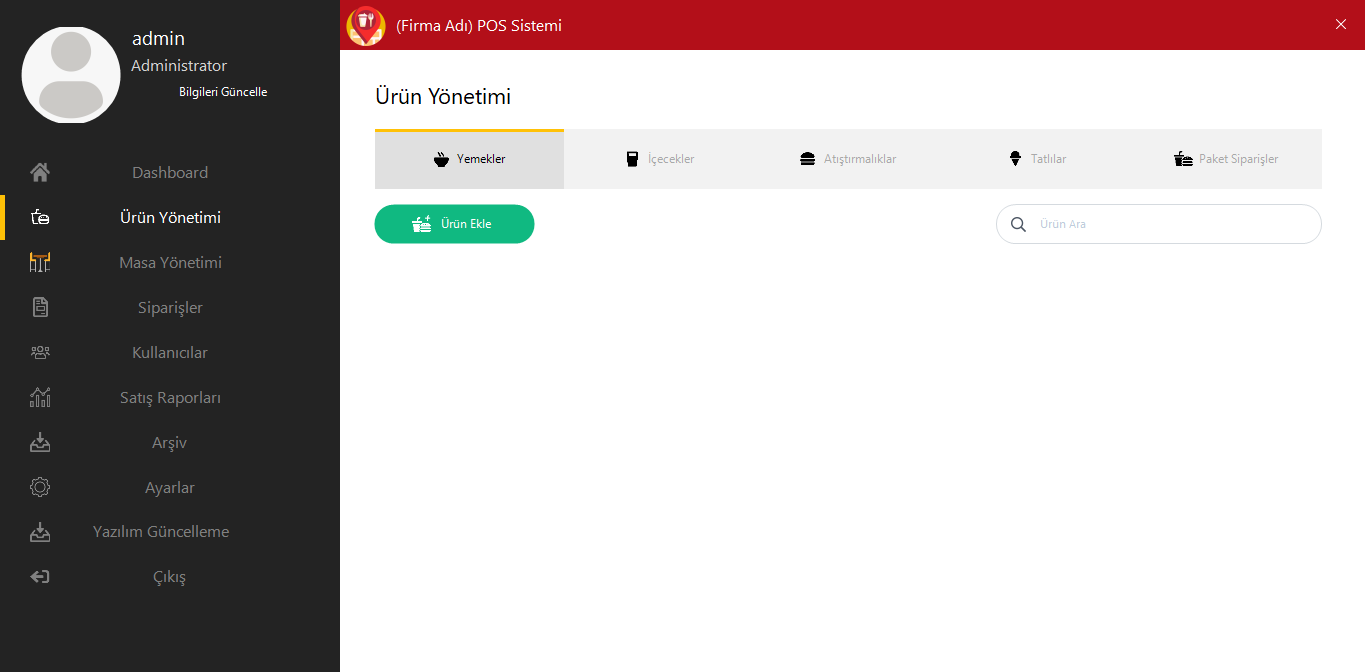 admin
Administrator
Bilgileri Güncelle
Dashboard
Ürün Yönetimi
Masa Yönetimi
Siparişler
Kullanıcılar
Satış Raporları
Arşiv
Ayarlar
Yazılım Güncelleme
Çıkış
(Firma Adı) POS Sistemi
Ürün Yönetimi
Yemekler
İçecekler
Atıştırmalıklar
Tatlılar
Paket Siparişler
Ürün Ekle
Ürün Ara